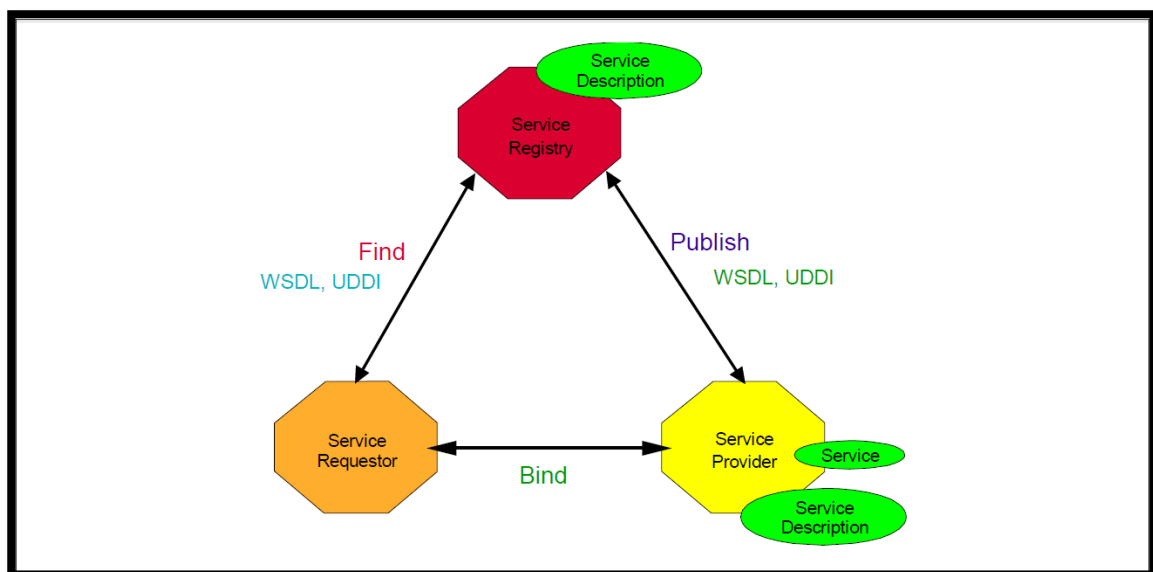 Service
Description
Service
Registry
Find
WSDL, UDDI
Publish
WSDL, UDDI
Service
Requestor
Bind
Service
Provider
Service
Service
Description